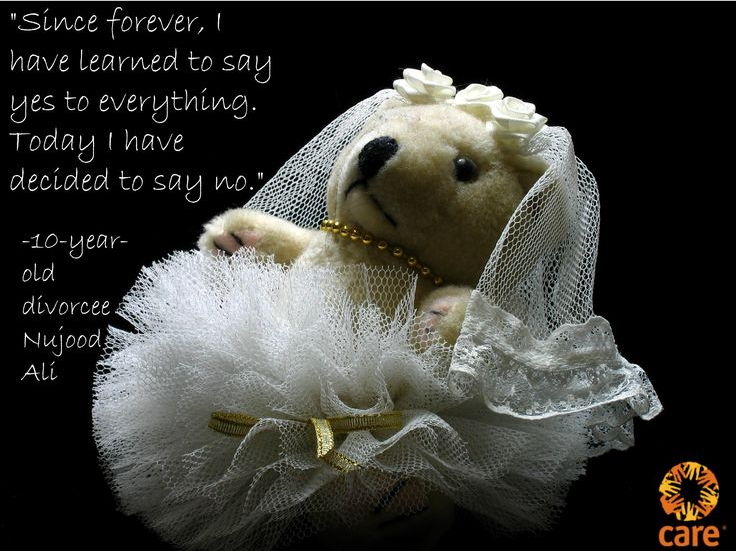 "Since forever, I
have learned to say
yes to everything.
Today I have
decided to say no."
-10-year-
old
divorcee
Nujood
Ali
care®